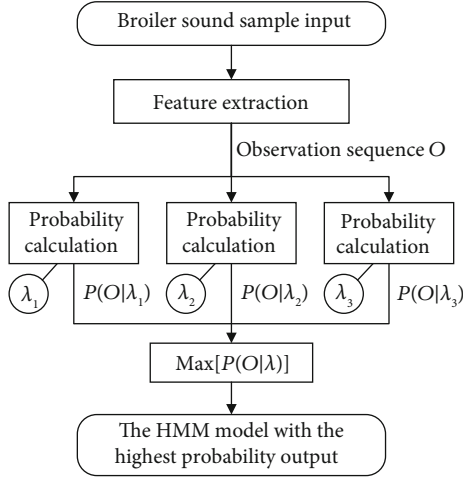 Broiler sound sample input
Feature extraction
Observation sequence O
Probability
calculation
Probability
calculation
Probability
calculation
λ₁
P(O|λ₁)
λ₂
P(O|λ₂)
λ₃
P(O|λ₃)
Max[P(O|λ)]
The HMM model with the
highest probability output